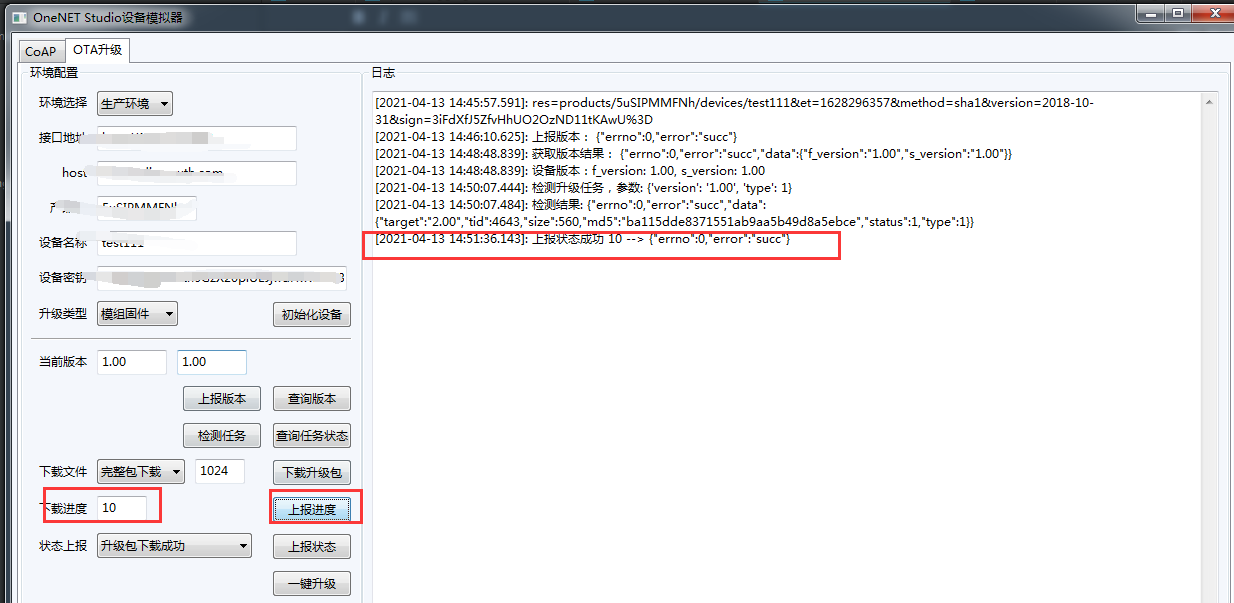 OneNET Studio设备模拟器
CoAP
OTA升级
环境配置
环境选择 生产环境
接口地址
host
设备名称 test111
设备密钥
升级类型 模组固件 初始化设备
当前版本 1.00 1.00
上报版本 查询版本
检测任务 查询任务状态
下载文件 完整包下载 1024 下载升级包
下载进度 10 上报进度
状态上报 升级包下载成功 上报状态
一键升级
日志
[2021-04-13 14:45:57.591]: res=products/5uSIPMMFNh/devices/test111&et=1628296357&method=sha1&version=2018-10-
31&sign=3iFdXfJ5ZfvHhUO2OzND11tKAwU%3D
[2021-04-13 14:46:10.625]: 上报版本： {"errno":0,"error":"succ"}
[2021-04-13 14:48:48.839]: 获取版本结果： {"errno":0,"error":"succ","data":{"f_version":"1.00","s_version":"1.00"}}
[2021-04-13 14:48:48.839]: 设备版本：f_version: 1.00, s_version: 1.00
[2021-04-13 14:50:07.444]: 检测升级任务，参数: {'version': '1.00', 'type': 1}
[2021-04-13 14:50:07.484]: 检测结果: {"errno":0,"error":"succ","data":
{"target":"2.00","tid":4643,"size":560,"md5":"ba115dde8371551ab9aa5b49d8a5ebce","status":1,"type":1}}
[2021-04-13 14:51:36.143]: 上报状态成功 10 --> {"errno":0,"error":"succ"}